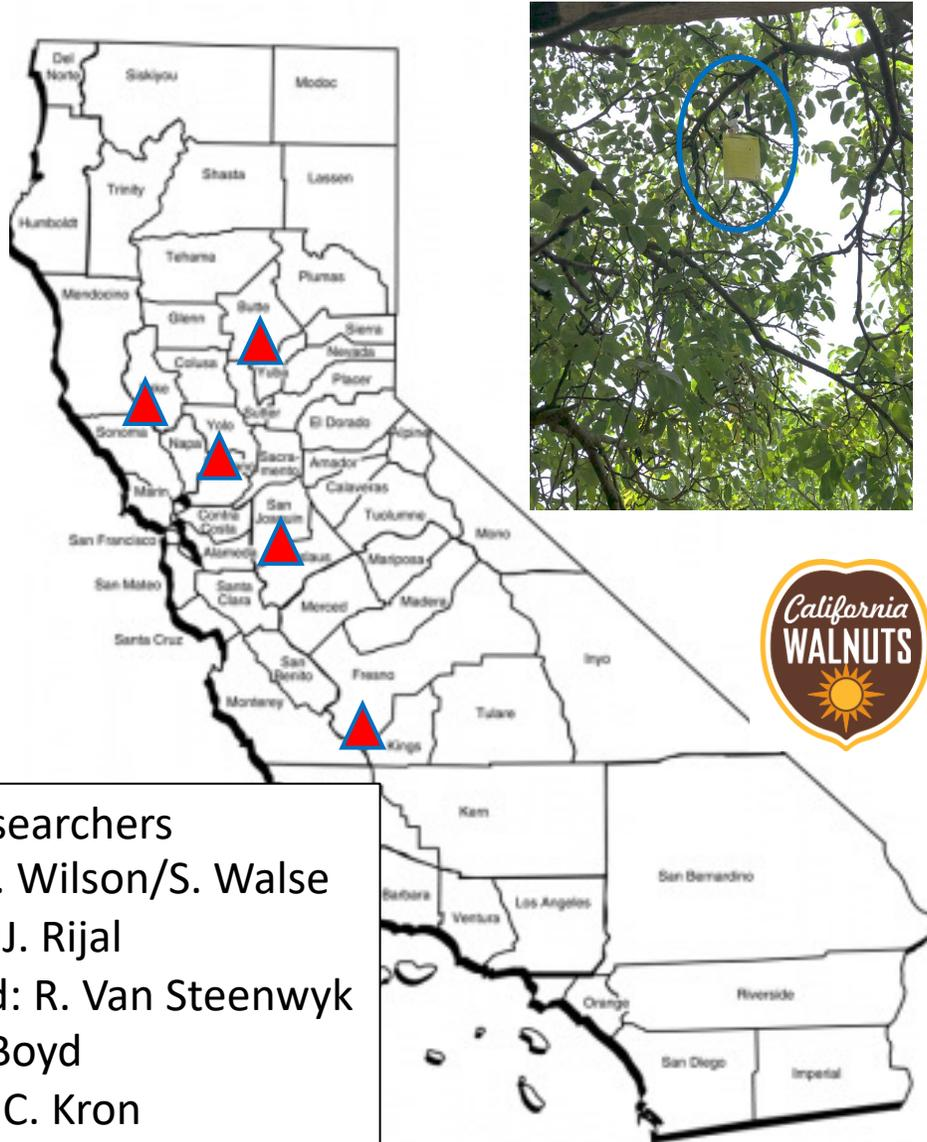 Del
Norte
Siskiyou
Modoc
Shasta
Lassen
Trinity
Humboldt
Tehama
Plumas
Mendocino
Butte
Glenn
Sierra
Nevada
Colusa
Placer
Sutter
Yolo
El Dorado
Sonoma
Napa
Alpine
Sacra-
mento
Amador
Marin
Calaveras
San
Contra
Costa
Tuolumne
Mono
San Francisco
Alameda
Mariposa
San Mateo
Santa
Clara
Merced
Madera
Santa Cruz
San
Benito
Fresno
Inyo
Monterey
Tulare
Kings
California
WALNUTS
Kern
San Bernardino
Barbara
Ventura
Los Angeles
Orange
Riverside
San Diego
Imperial
searchers
. Wilson/S. Walse
J. Rijal
d: R. Van Steenwyk
Boyd
C. Kron